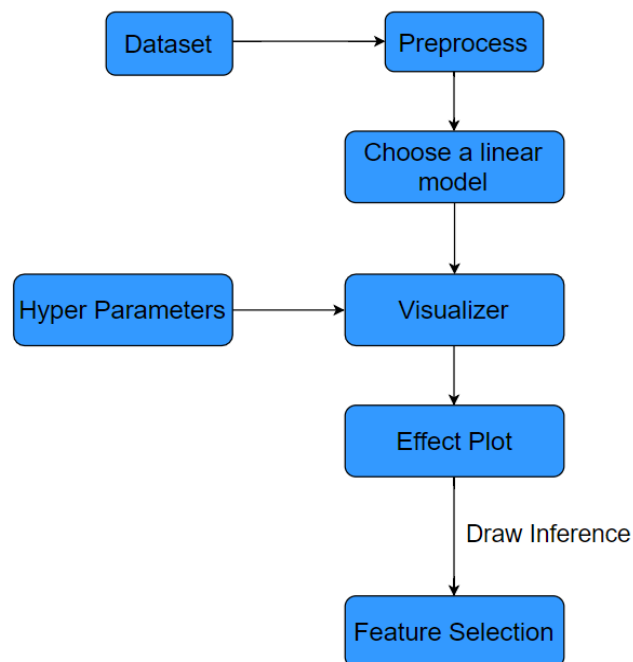 Dataset
Preprocess
Choose a linear
model
Hyper Parameters
Visualizer
Effect Plot
Draw Inference
Feature Selection